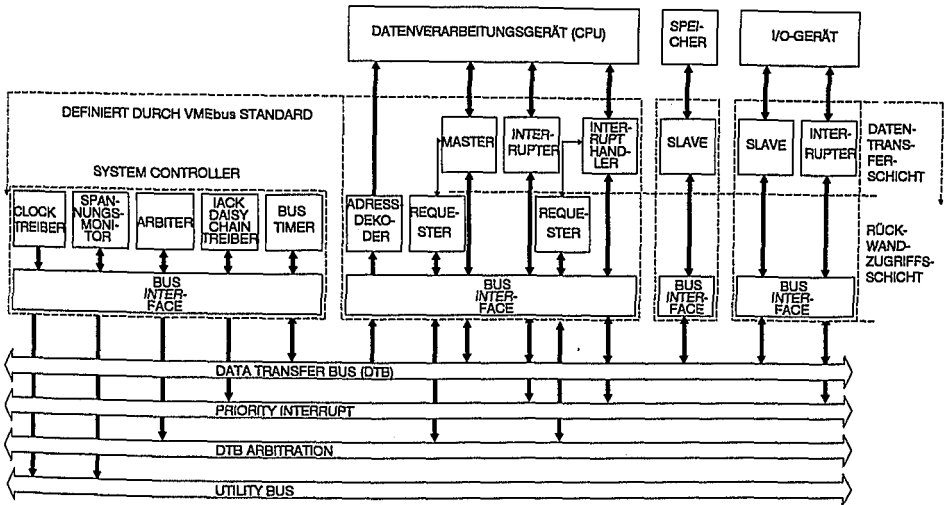 DATENVERARBEITUNGSGERÄT (CPU)
SPEI-
CHER
I/O-GERÄT
DEFINIERT DURCH VMEbus STANDARD
MASTER
INTER-
RUPTER
INTER-
RUPT
HAND-
LER
SLAVE
SLAVE
INTER-
RUPTER
DATEN-
TRANS-
FER-
SCHICHT
SYSTEM CONTROLLER
CLOCK
TREIBER
SPAN-
NUNGS-
MONI-
TOR
ARBITER
IACK
DAISY
CHAIN
TREIBER
BUS
TIMER
ADRESS-
DEKO-
DER
REQUE-
STER
REQUE-
STER
RÜCK-
WAND-
ZUGRIFFS-
SCHICHT
BUS
INTER-
FACE
BUS
INTER-
FACE
BUS
INTER-
FACE
BUS
INTER-
FACE
DATA TRANSFER BUS (DTB)
PRIORITY INTERRUPT
DTB ARBITRATION
UTILITY BUS